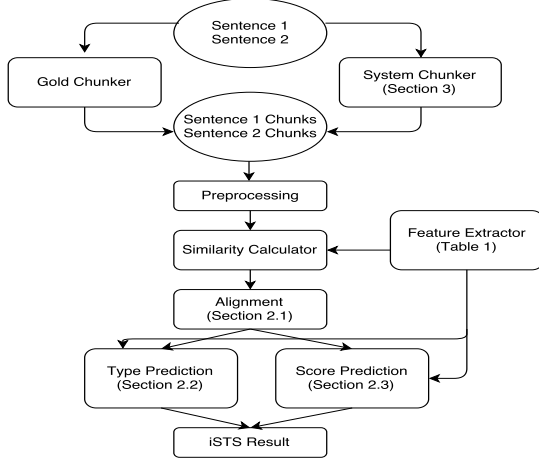 Sentence 1
Sentence 2
Gold Chunker
System Chunker
(Section 3)
Sentence 1 Chunks
Sentence 2 Chunks
Preprocessing
Similarity Calculator
Feature Extractor
(Table 1)
Alignment
(Section 2.1)
Type Prediction
(Section 2.2)
Score Prediction
(Section 2.3)
iSTS Result